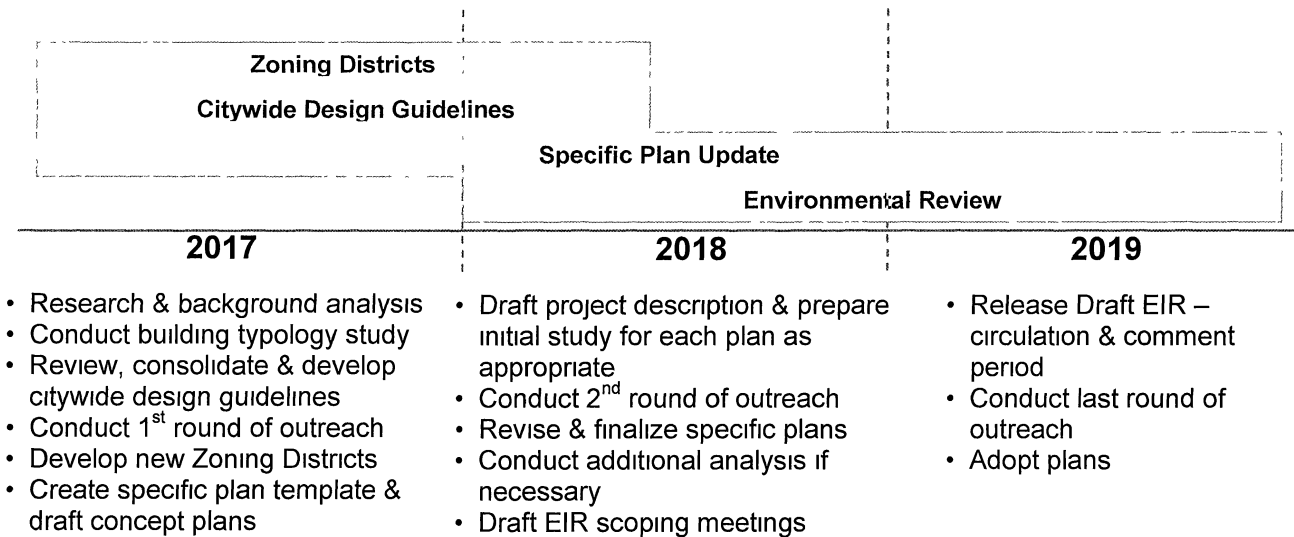 Zoning Districts
Citywide Design Guidelines
Specific Plan Update
Environmental Review
2017
2018
2019
• Research & background analysis
• Conduct building typology study
• Review, consolidate & develop
citywide design guidelines
• Conduct 1st round of outreach
• Develop new Zoning Districts
• Create specific plan template &
draft concept plans
• Draft project description & prepare
initial study for each plan as
appropriate
• Conduct 2nd round of outreach
• Revise & finalize specific plans
• Conduct additional analysis if
necessary
• Draft EIR scoping meetings
• Release Draft EIR –
circulation & comment
period
• Conduct last round of
outreach
• Adopt plans